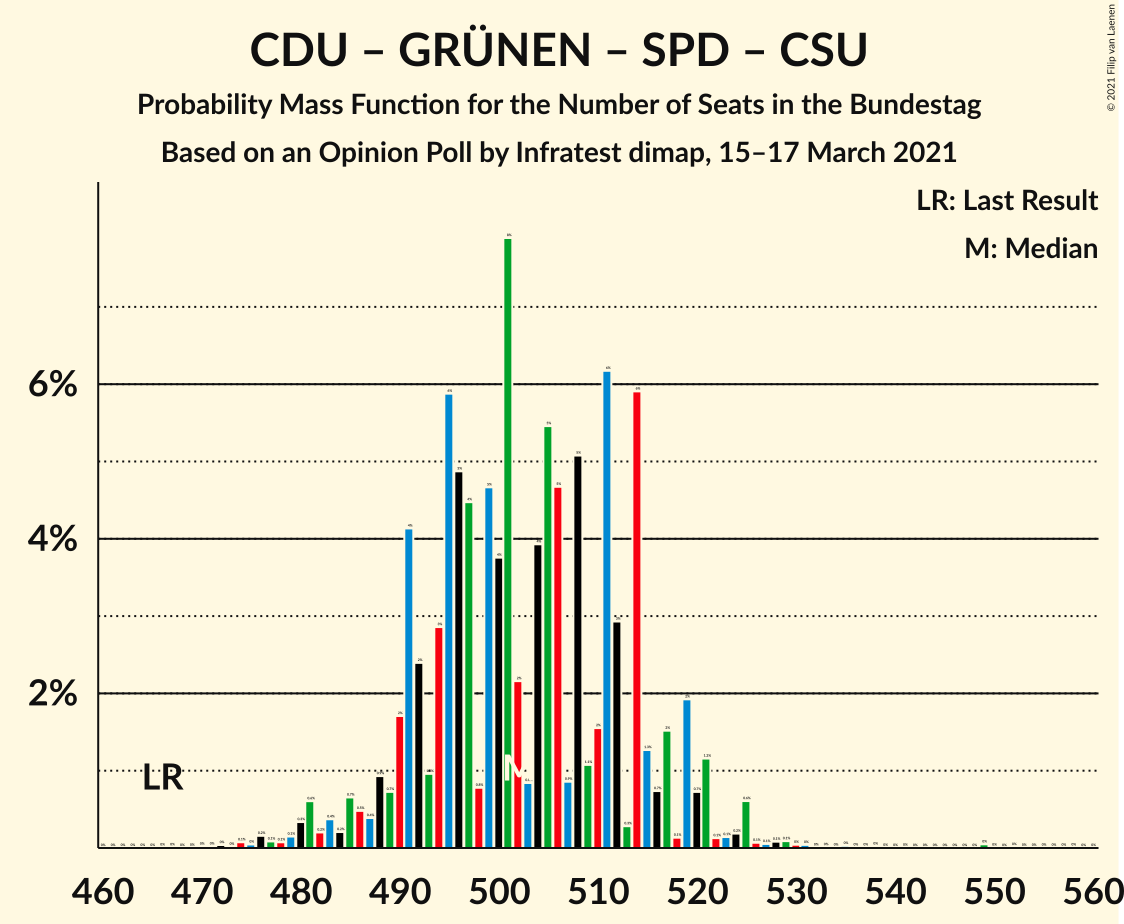 CDU – GRÜNEN – SPD – CSU
Probability Mass Function for the Number of Seats in the Bundestag
Based on an Opinion Poll by Infratest dimap, 15–17 March 2021
© 2021 Filip van Laenen
LR: Last Result
M: Median
6%
4%
2%
LR
M
460 470 480 490 500 510 520 530 540 550 560